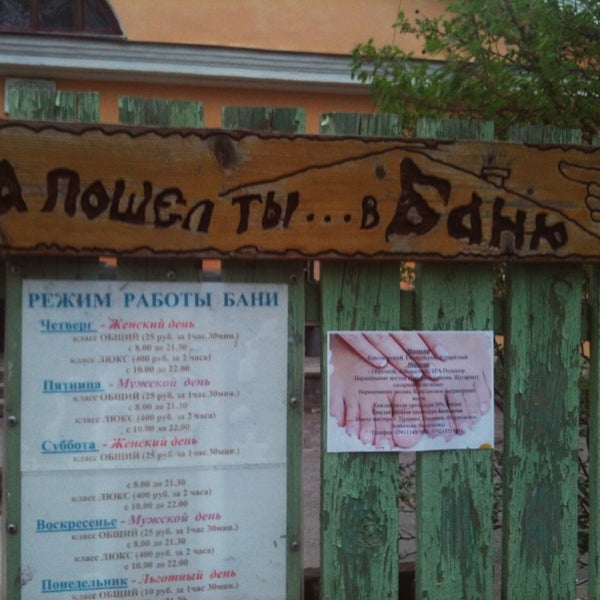 А ПОШЕЛ ТЫ... В БАНЮ
РЕЖИМ РАБОТЫ БАНИ
Четверг - Женский день
класс ОБЩИЙ (25 руб. за 1час 30мин.)
с 8.00 до 21.30
класс ЛЮКС (400 руб. за 2 часа)
с 10.00 до 22.00
Пятница - Мужской день
класс ОБЩИЙ (25 руб. за 1час 30мин.)
с 8.00 до 21.30
класс ЛЮКС (400 руб. за 2 часа)
с 10.00 до 22.00
Суббота - Женский день
класс ОБЩИЙ (25 руб. за 1час 30мин.)
с 8.00 до 21.30
класс ЛЮКС (400 руб. за 2 часа)
с 10.00 до 22.00
Воскресенье - Мужской день
класс ОБЩИЙ (25 руб. за 1час 30мин.)
с 8.00 до 21.30
класс ЛЮКС (400 руб. за 2 часа)
с 10.00 до 22.00
Понедельник - Льготный день
класс ОБЩИЙ (10 руб. за 1час 30мин.)
SPA-Педикюр
Наращивание